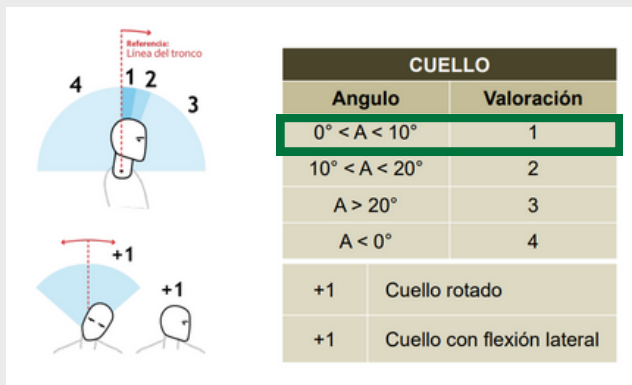 Referencia:
Línea del tronco
4
1 2
3
+1
+1
CUELLO
Angulo Valoración
0° < A < 10° 1
10° < A < 20° 2
A > 20° 3
A < 0° 4
+1 Cuello rotado
+1 Cuello con flexión lateral